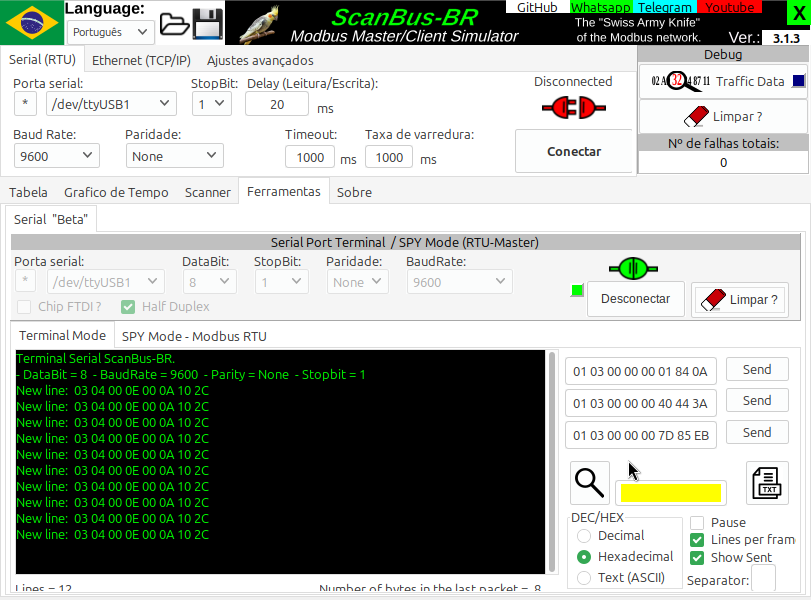 Language:
Português
ScanBus-BR
Modbus Master/Client Simulator
GitHub Whatsapp Telegram Youtube
The "Swiss Army Knife"
of the Modbus network.
Ver.: 3.1.3
X
Serial (RTU) Ethernet (TCP/IP) Ajustes avançados
Porta serial: StopBit: Delay (Leitura/Escrita):
* /dev/ttyUSB1 1 20 ms
Disconnected
Baud Rate: Paridade: Timeout: Taxa de varredura:
9600 None 1000 ms 1000 ms
Conectar
Debug
Traffic Data
Limpar ?
Nº de falhas totais:
0
Tabela Grafico de Tempo Scanner Ferramentas Sobre
Serial "Beta"
Serial Port Terminal / SPY Mode (RTU-Master)
Porta serial: DataBit: StopBit: Paridade: BaudRate:
* /dev/ttyUSB1 8 1 None 9600
Chip FTDI ? Half Duplex
Desconectar Limpar ?
Terminal Mode SPY Mode - Modbus RTU
Terminal Serial ScanBus-BR.
- DataBit = 8 - BaudRate = 9600 - Parity = None - Stopbit = 1
New line: 03 04 00 0E 00 0A 10 2C
New line: 03 04 00 0E 00 0A 10 2C
New line: 03 04 00 0E 00 0A 10 2C
New line: 03 04 00 0E 00 0A 10 2C
New line: 03 04 00 0E 00 0A 10 2C
New line: 03 04 00 0E 00 0A 10 2C
New line: 03 04 00 0E 00 0A 10 2C
New line: 03 04 00 0E 00 0A 10 2C
New line: 03 04 00 0E 00 0A 10 2C
New line: 03 04 00 0E 00 0A 10 2C
Lines = 12 Number of bytes in the last packet = 8
01 03 00 00 00 01 84 0A Send
01 03 00 00 00 40 44 3A Send
01 03 00 00 00 7D 85 EB Send
TXT
DEC/HEX
Decimal
Hexadecimal
Text (ASCII)
Pause
Lines per fram
Show Sent
Separator: